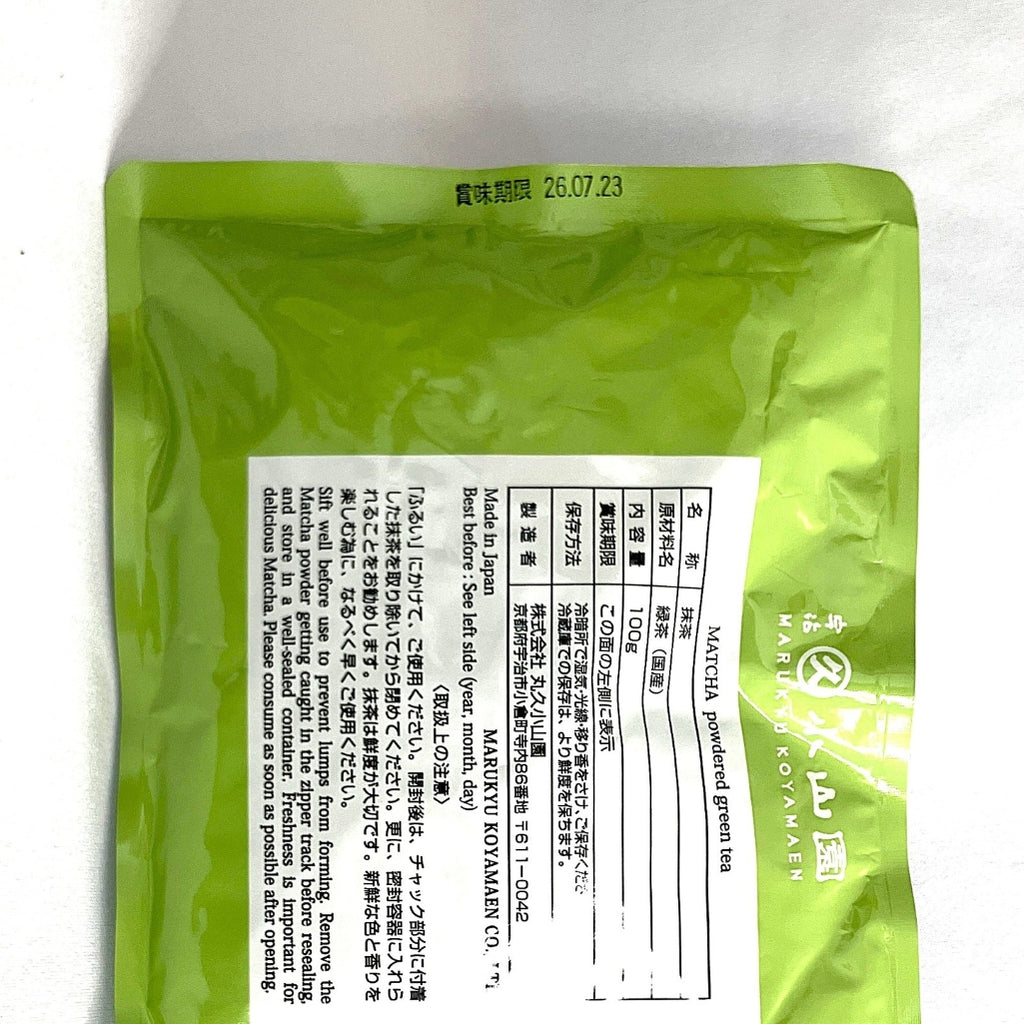 賞味期限 26.07.23
宇治
山園
MARUKYU KOYAMAEN
MATCHA powdered green tea
名 称 抹茶
原材料名 緑茶（国産）
内容量 100g
賞味期限 この面の左側に表示
保存方法 冷暗所で湿気・光線・移り香をさけ、ご保存くださ
冷蔵庫での保存は、より鮮度を保ちます。
製造者 株式会社 丸久小山園
京都府宇治市小倉町寺内86番地 〒611-0042
Made in Japan MARUKYU KOYAMAEN CO.
Best before : See left side (year, month, day)
〈取扱上の注意〉
「ふるい」にかけて、ご使用ください。開封後は、チャック部分に付着
した抹茶を取り除いてから閉めてください。更に、密封容器に入れら
れることをお勧めします。抹茶は鮮度が大切です。新鮮な色と香りを
楽しむ為に、なるべく早くご使用ください。
Sift well before use to prevent lumps from forming. Remove the
Matcha powder getting caught in the zipper track before resealing,
and store in a well-sealed container. Freshness is important for
delicious Matcha. Please consume as soon as possible after opening.